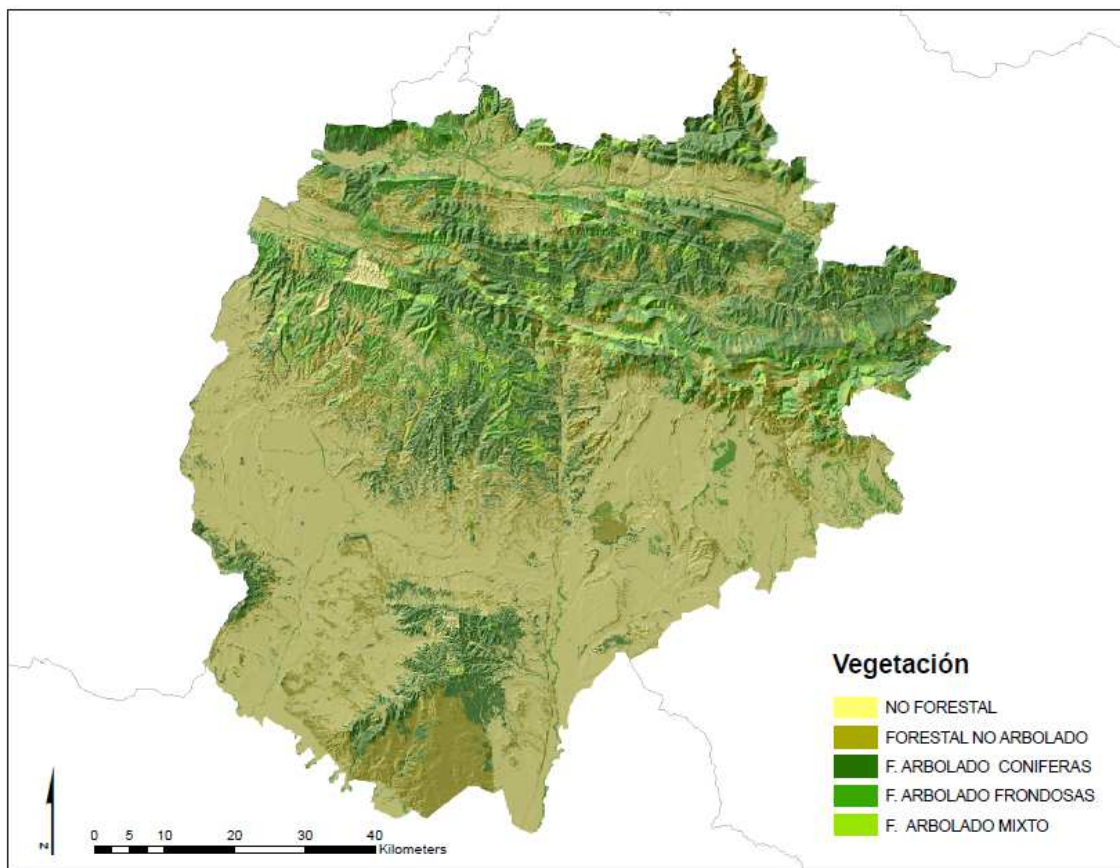 Vegetación
NO FORESTAL
FORESTAL NO ARBOLADO
F. ARBOLADO CONIFERAS
F. ARBOLADO FRONDOSAS
F. ARBOLADO MIXTO
N
0 5 10 20 30 40
Kilometers